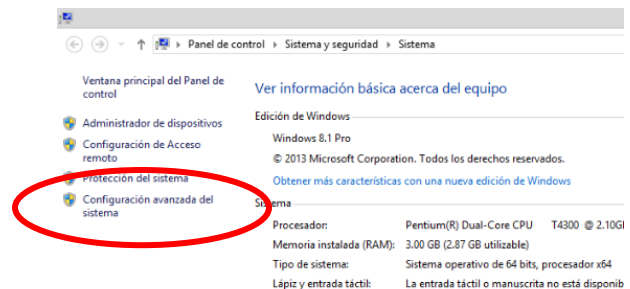 Panel de control ▸ Sistema y seguridad ▸ Sistema
Ventana principal del Panel de
control
Administrador de dispositivos
Configuración de Acceso
remoto
Protección del sistema
Configuración avanzada del
sistema
Ver información básica acerca del equipo
Edición de Windows
Windows 8.1 Pro
© 2013 Microsoft Corporation. Todos los derechos reservados.
Obtener más características con una nueva edición de Windows
Sistema
Procesador: Pentium(R) Dual-Core CPU T4300 @ 2.10G
Memoria instalada (RAM): 3.00 GB (2.87 GB utilizable)
Tipo de sistema: Sistema operativo de 64 bits, procesador x64
Lápiz y entrada táctil: La entrada táctil o manuscrita no está disponib